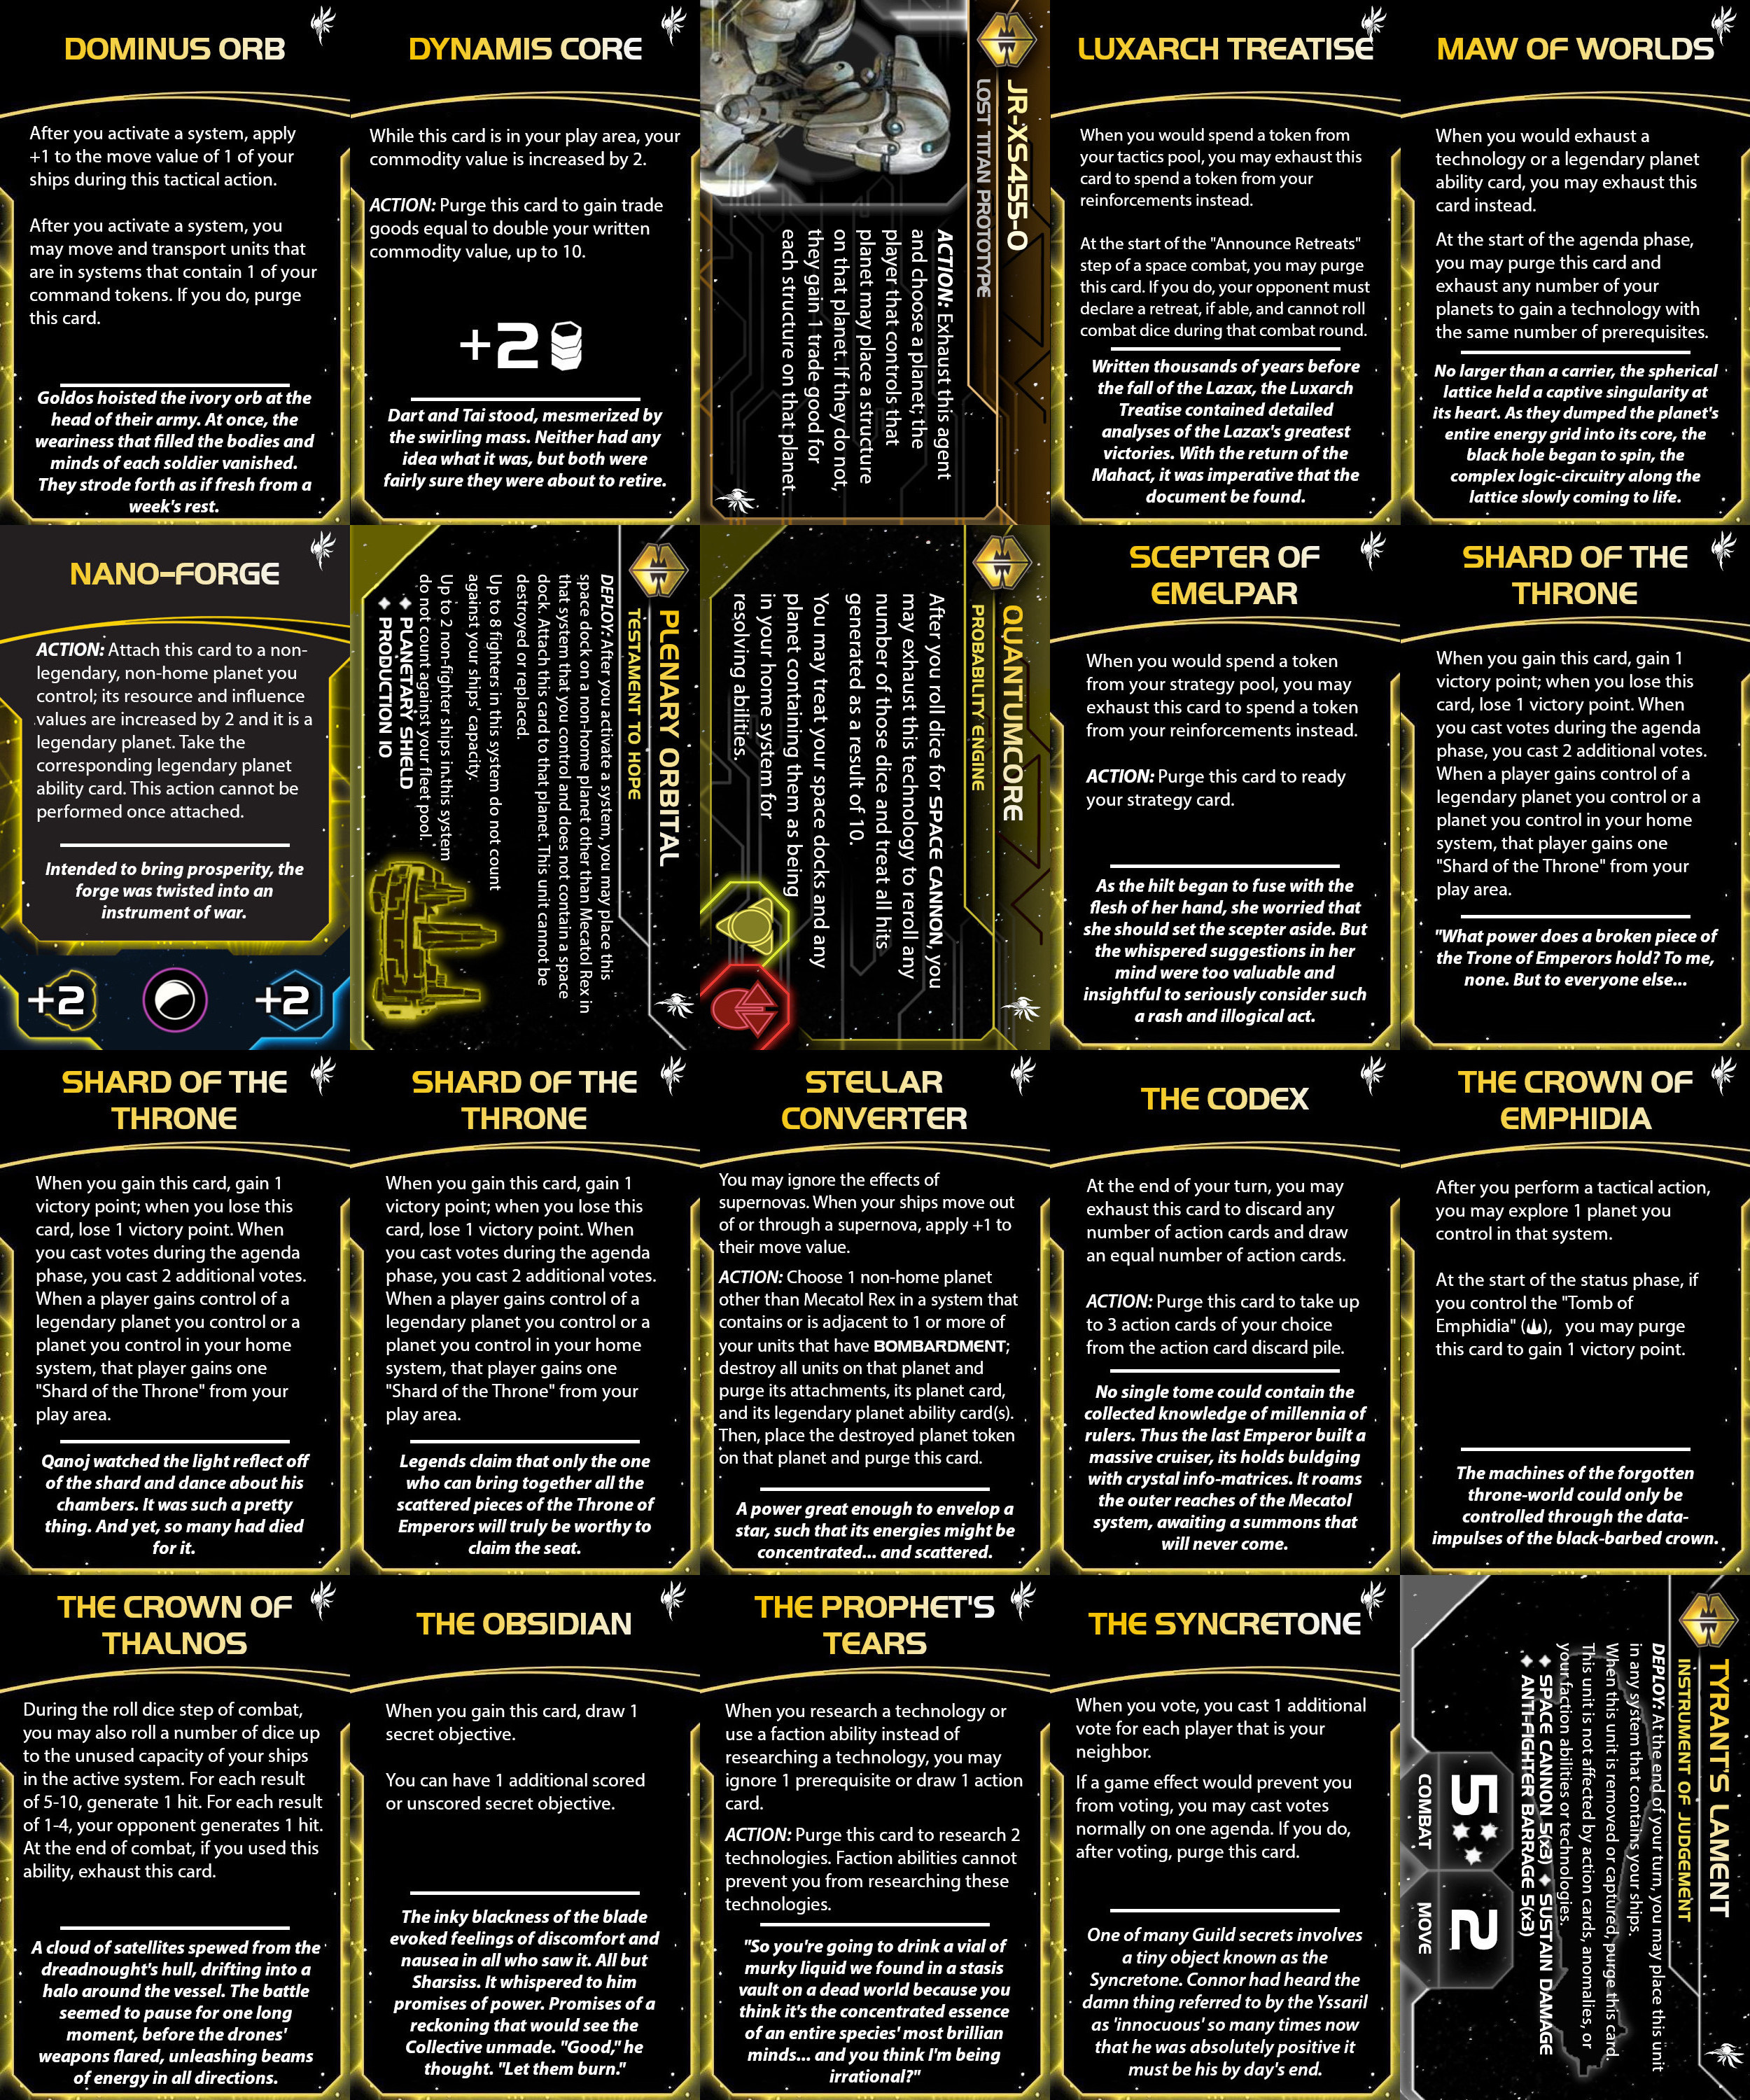 DOMINUS ORB
After you activate a system, apply
+1 to the move value of 1 of your
ships during this tactical action.
After you activate a system, you
may move and transport units that
are in systems that contain 1 of your
command tokens. If you do, purge
this card.
Goldos hoisted the ivory orb at the
head of their army. At once, the
weariness that filled the bodies and
minds of each soldier vanished.
They strode forth as if fresh from a
week's rest.
DYNAMIS CORE
While this card is in your play area, your
commodity value is increased by 2.
ACTION: Purge this card to gain trade
goods equal to double your written
commodity value, up to 10.
+2
Dart and Tai stood, mesmerized by
the swirling mass. Neither had any
idea what it was, but both were
fairly sure they were about to retire.
JR-XS455-O
LOST TITAN PROTOTYPE
ACTION: Exhaust this agent
and choose a planet; the
player that controls that
planet may place a structure
on that planet. If they do not,
they gain 1 trade good for
each structure on that planet.
LUXARCH TREATISE
When you would spend a token from
your tactics pool, you may exhaust this
card to spend a token from your
reinforcements instead.
At the start of the "Announce Retreats"
step of a space combat, you may purge
this card. If you do, your opponent must
declare a retreat, if able, and cannot roll
combat dice during that combat round.
Written thousands of years before
the fall of the Lazax, the Luxarch
Treatise contained detailed
analyses of the Lazax's greatest
victories. With the return of the
Mahact, it was imperative that the
document be found.
MAW OF WORLDS
When you would exhaust a
technology or a legendary planet
ability card, you may exhaust this
card instead.
At the start of the agenda phase,
you may purge this card and
exhaust any number of your
planets to gain a technology with
the same number of prerequisites.
No larger than a carrier, the spherical
lattice held a captive singularity at
its heart. As they dumped the planet's
entire energy grid into its core, the
black hole began to spin, the
complex logic-circuitry along the
lattice slowly coming to life.
NANO-FORGE
ACTION: Attach this card to a non-
legendary, non-home planet you
control; its resource and influence
values are increased by 2 and it is a
legendary planet. Take the
corresponding legendary planet
ability card. This action cannot be
performed once attached.
Intended to bring prosperity, the
forge was twisted into an
instrument of war.
+2
+2
PLENARY ORBITAL
TESTAMENT TO HOPE
DEPLOY: After you activate a system, you may place this
space dock on a non-home planet other than Mecatol Rex in
that system that you control and does not contain a space
dock. Attach this card to that planet. This unit cannot be
destroyed or replaced.
Up to 8 fighters in this system do not count
against your ships' capacity.
Up to 2 non-fighter ships in this system
do not count against your fleet pool.
PLANETARY SHIELD
PRODUCTION 10
QUANTUMCORE
PROBABILITY ENGINE
After you roll dice for SPACE CANNON, you
may exhaust this technology to reroll any
number of those dice and treat all hits
generated as a result of 10.
You may treat your space docks and any
planet containing them as being
in your home system for
resolving abilities.
SCEPTER OF
EMELPAR
When you would spend a token
from your strategy pool, you may
exhaust this card to spend a token
from your reinforcements instead.
ACTION: Purge this card to ready
your strategy card.
As the hilt began to fuse with the
flesh of her hand, she worried that
she should set the scepter aside. But
the whispered suggestions in her
mind were too valuable and
insightful to seriously consider such
a rash and illogical act.
SHARD OF THE
THRONE
When you gain this card, gain 1
victory point; when you lose this
card, lose 1 victory point. When
you cast votes during the agenda
phase, you cast 2 additional votes.
When a player gains control of a
legendary planet you control or a
planet you control in your home
system, that player gains one
"Shard of the Throne" from your
play area.
"What power does a broken piece of
the Trone of Emperors hold? To me,
none. But to everyone else...
SHARD OF THE
THRONE
When you gain this card, gain 1
victory point; when you lose this
card, lose 1 victory point. When
you cast votes during the agenda
phase, you cast 2 additional votes.
When a player gains control of a
legendary planet you control or a
planet you control in your home
system, that player gains one
"Shard of the Throne" from your
play area.
Qanoj watched the light reflect off
of the shard and dance about his
chambers. It was such a pretty
thing. And yet, so many had died
for it.
SHARD OF THE
THRONE
When you gain this card, gain 1
victory point; when you lose this
card, lose 1 victory point. When
you cast votes during the agenda
phase, you cast 2 additional votes.
When a player gains control of a
legendary planet you control or a
planet you control in your home
system, that player gains one
"Shard of the Throne" from your
play area.
Legends claim that only the one
who can bring together all the
scattered pieces of the Throne of
Emperors will truly be worthy to
claim the seat.
STELLAR
CONVERTER
You may ignore the effects of
supernovas. When your ships move out
of or through a supernova, apply +1 to
their move value.
ACTION: Choose 1 non-home planet
other than Mecatol Rex in a system that
contains or is adjacent to 1 or more of
your units that have BOMBARDMENT;
destroy all units on that planet and
purge its attachments, its planet card,
and its legendary planet ability card(s).
Then, place the destroyed planet token
on that planet and purge this card.
A power great enough to envelop a
star, such that its energies might be
concentrated... and scattered.
THE CODEX
At the end of your turn, you may
exhaust this card to discard any
number of action cards and draw
an equal number of action cards.
ACTION: Purge this card to take up
to 3 action cards of your choice
from the action card discard pile.
No single tome could contain the
collected knowledge of millennia of
rulers. Thus the last Emperor built a
massive cruiser, its holds buldging
with crystal info-matrices. It roams
the outer reaches of the Mecatol
system, awaiting a summons that
will never come.
THE CROWN OF
EMPHIDIA
After you perform a tactical action,
you may explore 1 planet you
control in that system.
At the start of the status phase, if
you control the "Tomb of
Emphidia" ( ), you may purge
this card to gain 1 victory point.
The machines of the forgotten
throne-world could only be
controlled through the data-
impulses of the black-barbed crown.
THE CROWN OF
THALNOS
During the roll dice step of combat,
you may also roll a number of dice up
to the unused capacity of your ships
in the active system. For each result
of 5-10, generate 1 hit. For each result
of 1-4, your opponent generates 1 hit.
At the end of combat, if you used this
ability, exhaust this card.
A cloud of satellites spewed from the
dreadnought's hull, drifting into a
halo around the vessel. The battle
seemed to pause for one long
moment, before the drones'
weapons flared, unleashing beams
of energy in all directions.
THE OBSIDIAN
When you gain this card, draw 1
secret objective.
You can have 1 additional scored
or unscored secret objective.
The inky blackness of the blade
evoked feelings of discomfort and
nausea in all who saw it. All but
Sharsiss. It whispered to him
promises of power. Promises of a
reckoning that would see the
Collective unmade. "Good," he
thought. "Let them burn."
THE PROPHET'S
TEARS
When you research a technology or
use a faction ability instead of
researching a technology, you may
ignore 1 prerequisite or draw 1 action
card.
ACTION: Purge this card to research 2
technologies. Faction abilities cannot
prevent you from researching these
technologies.
"So you're going to drink a vial of
murky liquid we found in a stasis
vault on a dead world because you
think it's the concentrated essence
of an entire species' most brillian
minds... and you think I'm being
irrational?"
THE SYNCRETONE
When you vote, you cast 1 additional
vote for each player that is your
neighbor.
If a game effect would prevent you
from voting, you may cast votes
normally on one agenda. If you do,
after voting, purge this card.
One of many Guild secrets involves
a tiny object known as the
Syncretone. Connor had heard the
damn thing referred to by the Yssaril
as 'innocuous' so many times now
that he was absolutely positive it
must be his by day's end.
TYRANT'S LAMENT
INSTRUMENT OF JUDGEMENT
DEPLOY: At the end of your turn, you may place this unit
in any system that contains your ships.
When this unit is removed or captured, purge this card.
This unit is not affected by action cards, anomalies, or
your faction abilities or technologies.
SPACE CANNON 5(x3) SUSTAIN DAMAGE
ANTI-FIGHTER BARRAGE 5(x3)
5 2
COMBAT MOVE